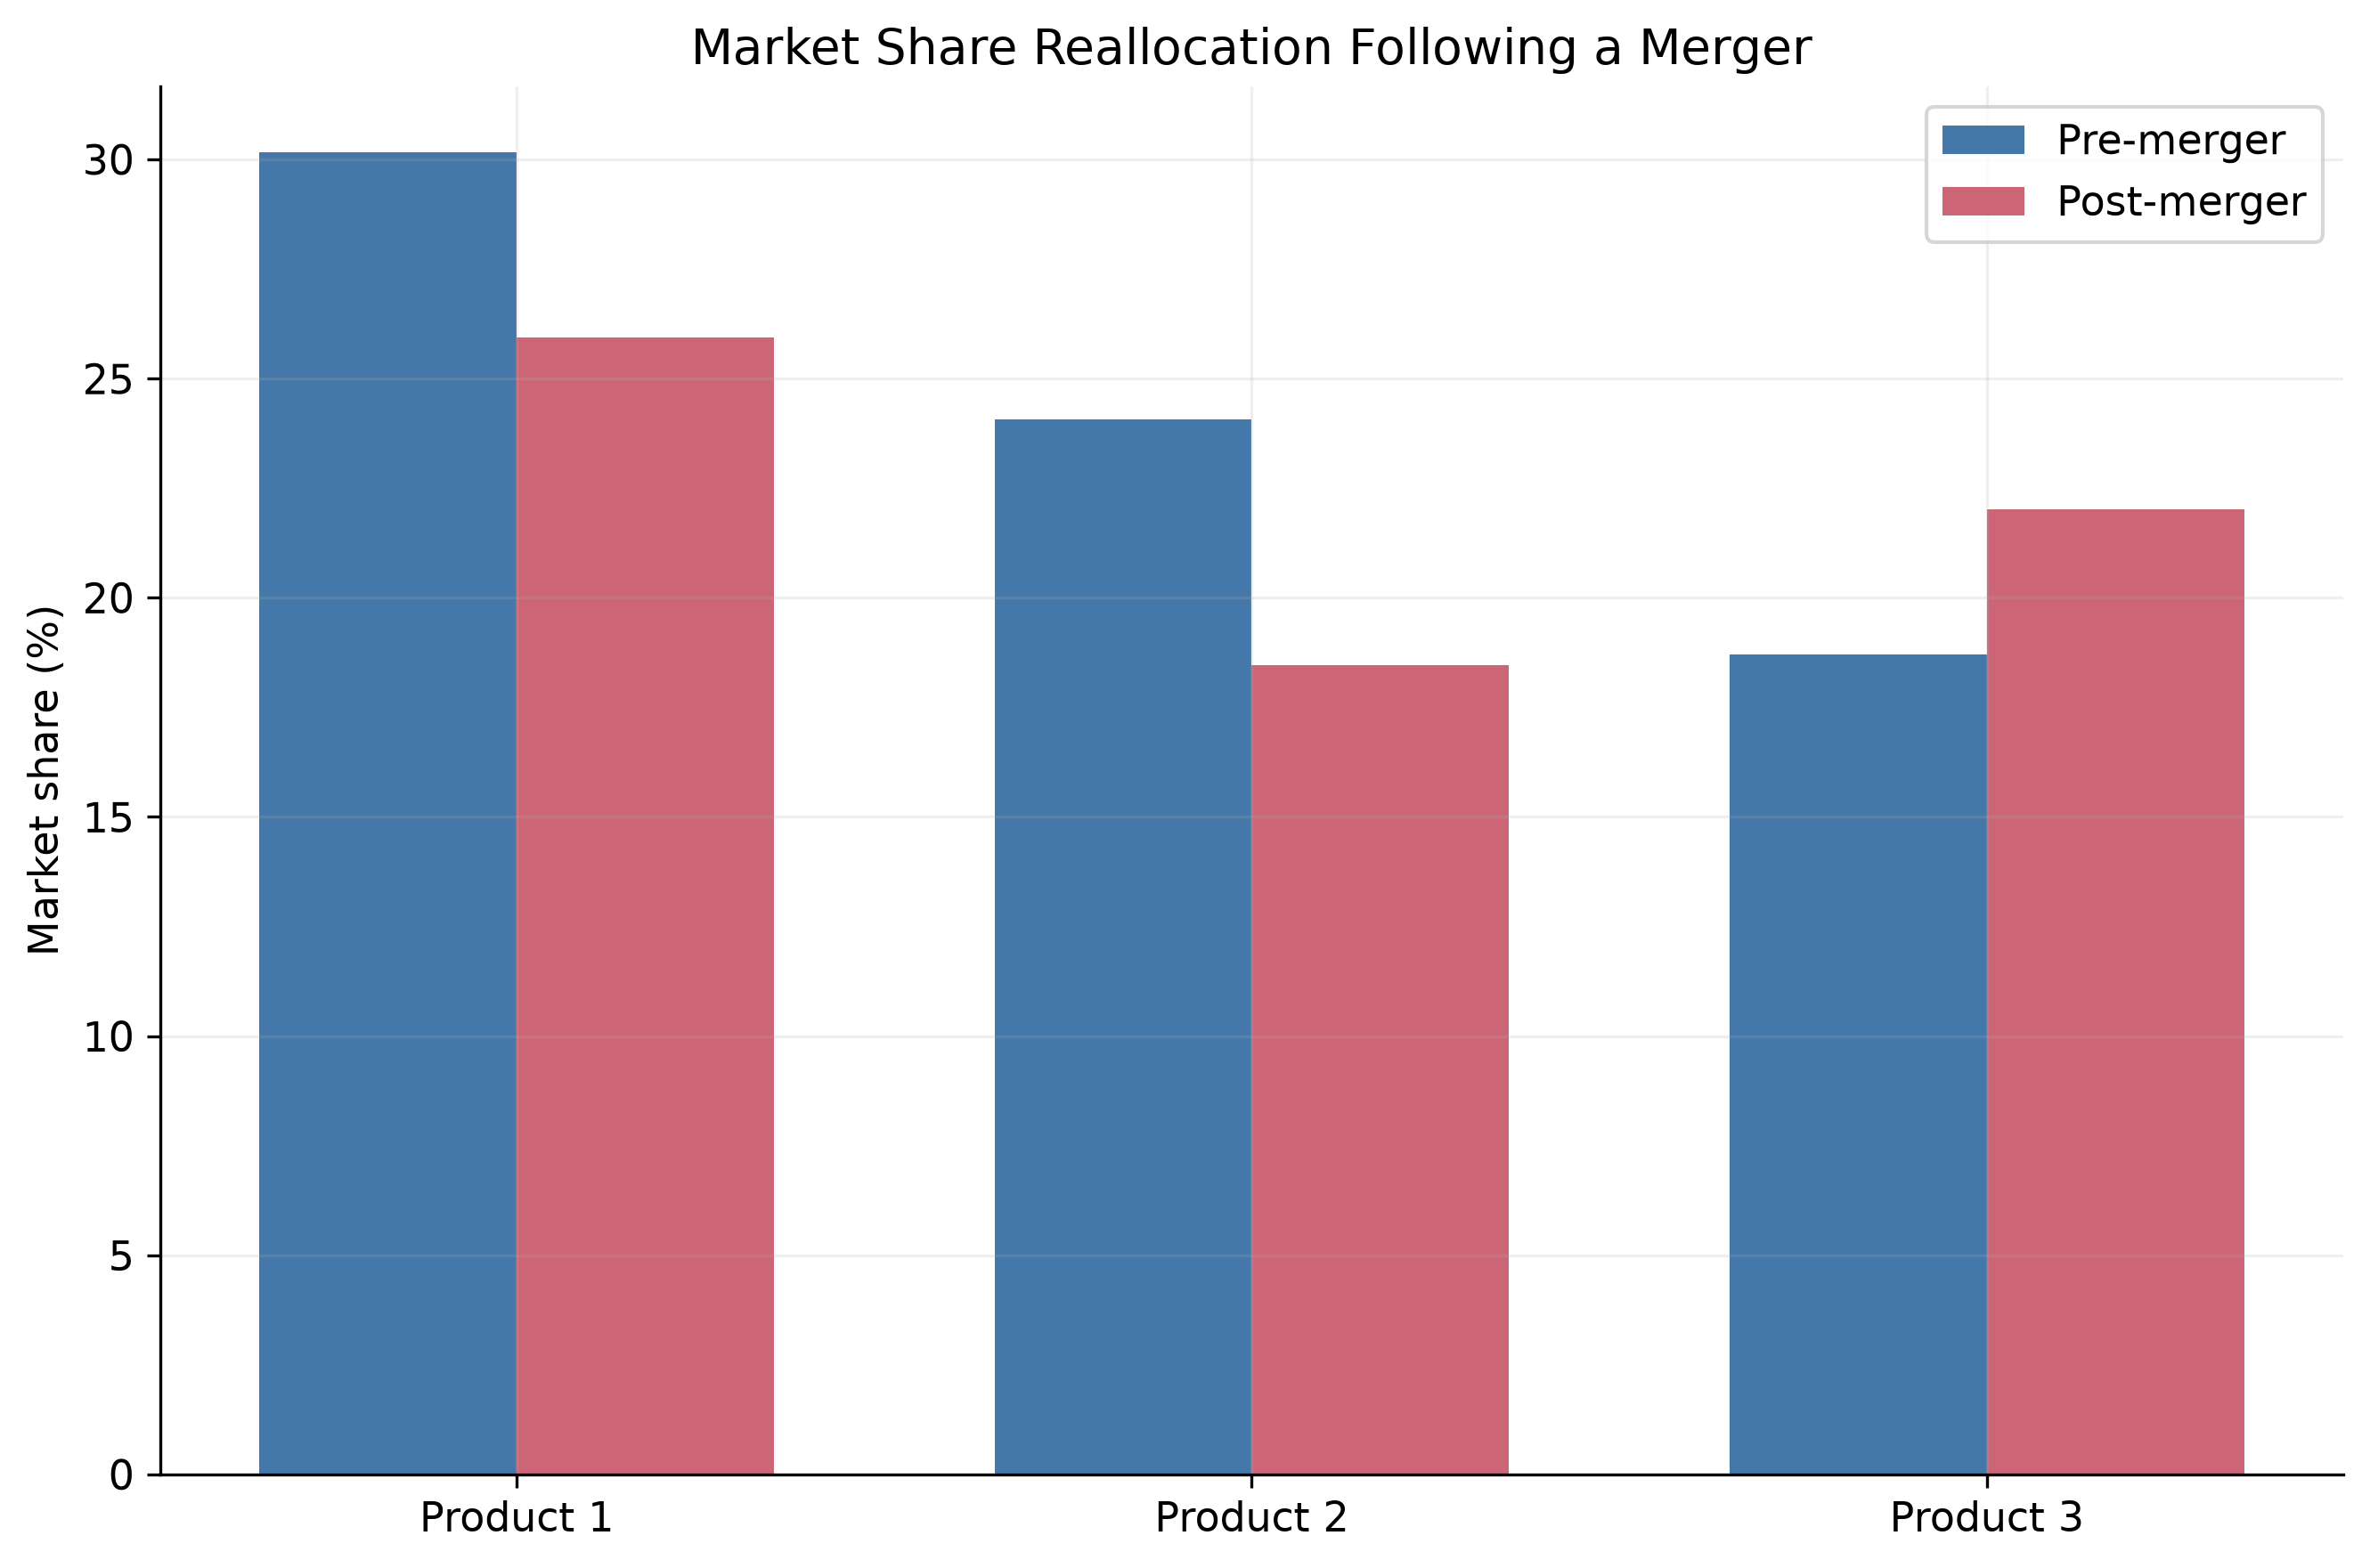 Market Share Reallocation Following a Merger
Pre-merger
Post-merger
Market share (%)
30
25
20
15
10
5
0
Product 1
Product 2
Product 3